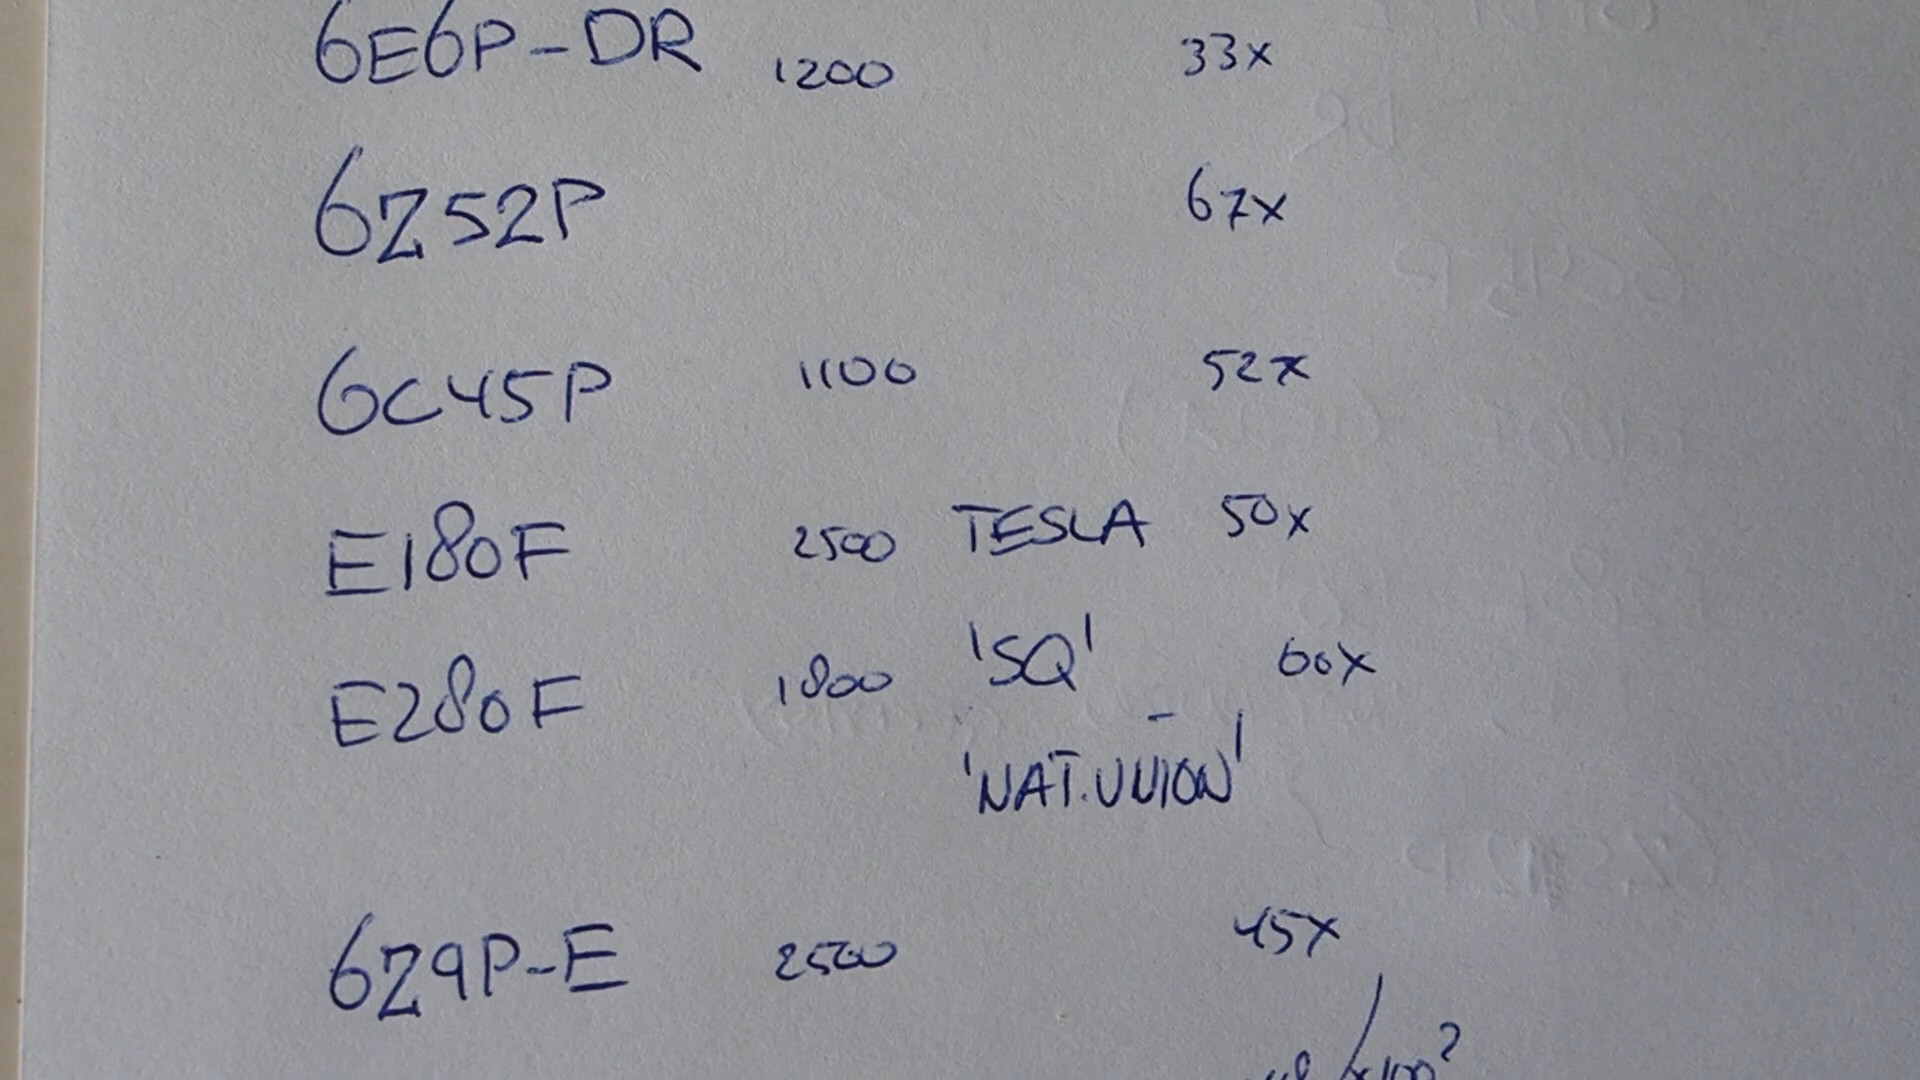 6E6P-DR 1200 33x
6Z52P 67x
6C45P 1100 52x
E180F 2500 TESLA 50x
E280F 1800 'SQ' 60x
'NAT.UNION'
6Z9P-E 2500 45x